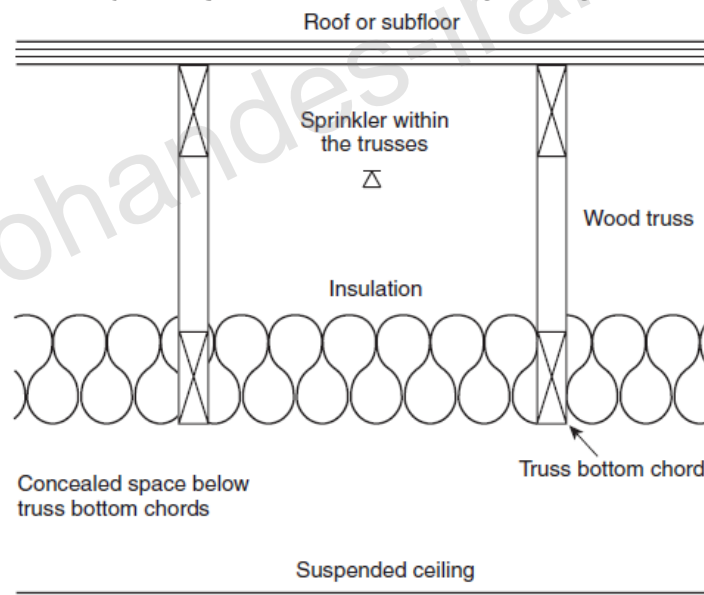 Roof or subfloor
Sprinkler within
the trusses
Wood truss
Insulation
Truss bottom chord
Concealed space below
truss bottom chords
Suspended ceiling